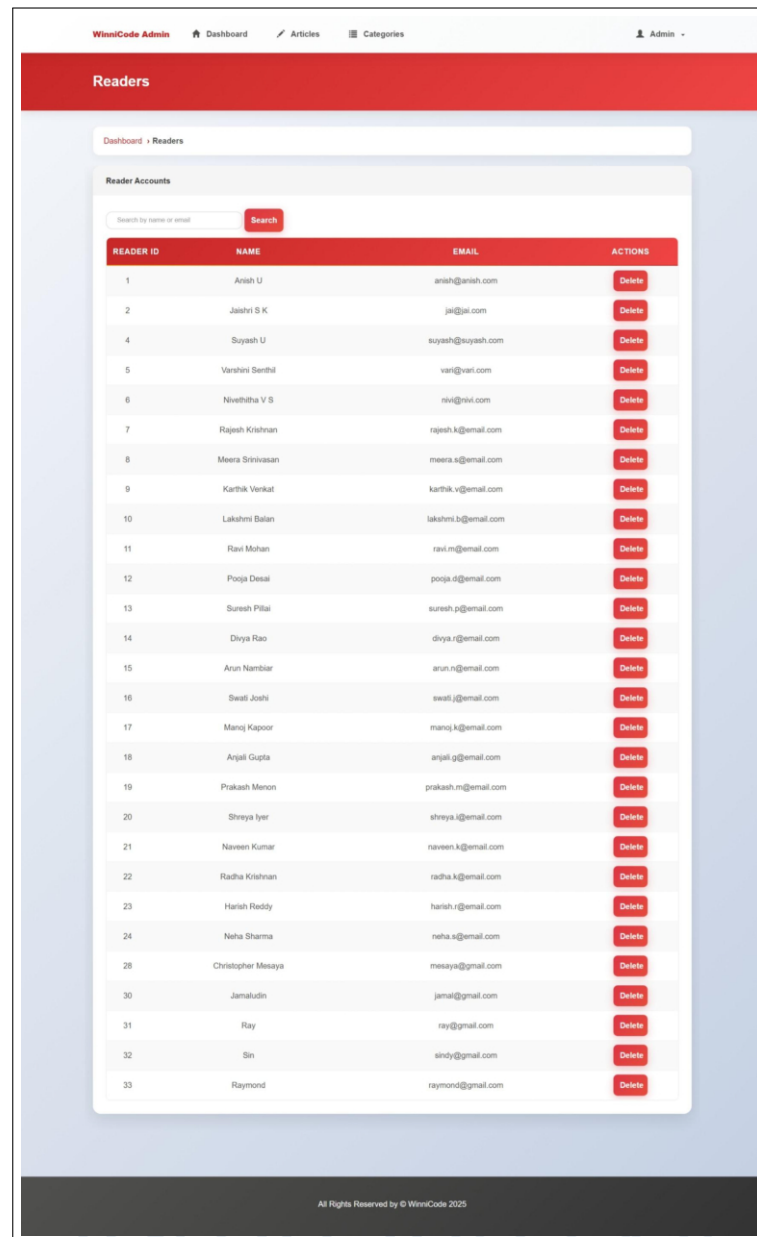 WinniCode Admin Dashboard Articles Categories Admin
Readers
Dashboard › Readers
Reader Accounts
Search by name or email Search
READER ID NAME EMAIL ACTIONS
1 Anish U anish@anish.com Delete
2 Jaishri S K jai@jai.com Delete
4 Suyash U suyash@suyash.com Delete
5 Varshini Senthil vari@vari.com Delete
6 Nivethitha V S nivi@nivi.com Delete
7 Rajesh Krishnan rajesh.k@email.com Delete
8 Meera Srinivasan meera.s@email.com Delete
9 Karthik Venkat karthik.v@email.com Delete
10 Lakshmi Balan lakshmi.b@email.com Delete
11 Ravi Mohan ravi.m@email.com Delete
12 Pooja Desai pooja.d@email.com Delete
13 Suresh Pillai suresh.p@email.com Delete
14 Divya Rao divya.r@email.com Delete
15 Arun Nambiar arun.n@email.com Delete
16 Swati Joshi swati.j@email.com Delete
17 Manoj Kapoor manoj.k@email.com Delete
18 Anjali Gupta anjali.g@email.com Delete
19 Prakash Menon prakash.m@email.com Delete
20 Shreya Iyer shreya.i@email.com Delete
21 Naveen Kumar naveen.k@email.com Delete
22 Radha Krishnan radha.k@email.com Delete
23 Harish Reddy harish.r@email.com Delete
24 Neha Sharma neha.s@email.com Delete
28 Christopher Mesaya mesaya@gmail.com Delete
30 Jamaludin jamal@gmail.com Delete
31 Ray ray@gmail.com Delete
32 Sin sindy@gmail.com Delete
33 Raymond raymond@gmail.com Delete
All Rights Reserved by © WinniCode 2025